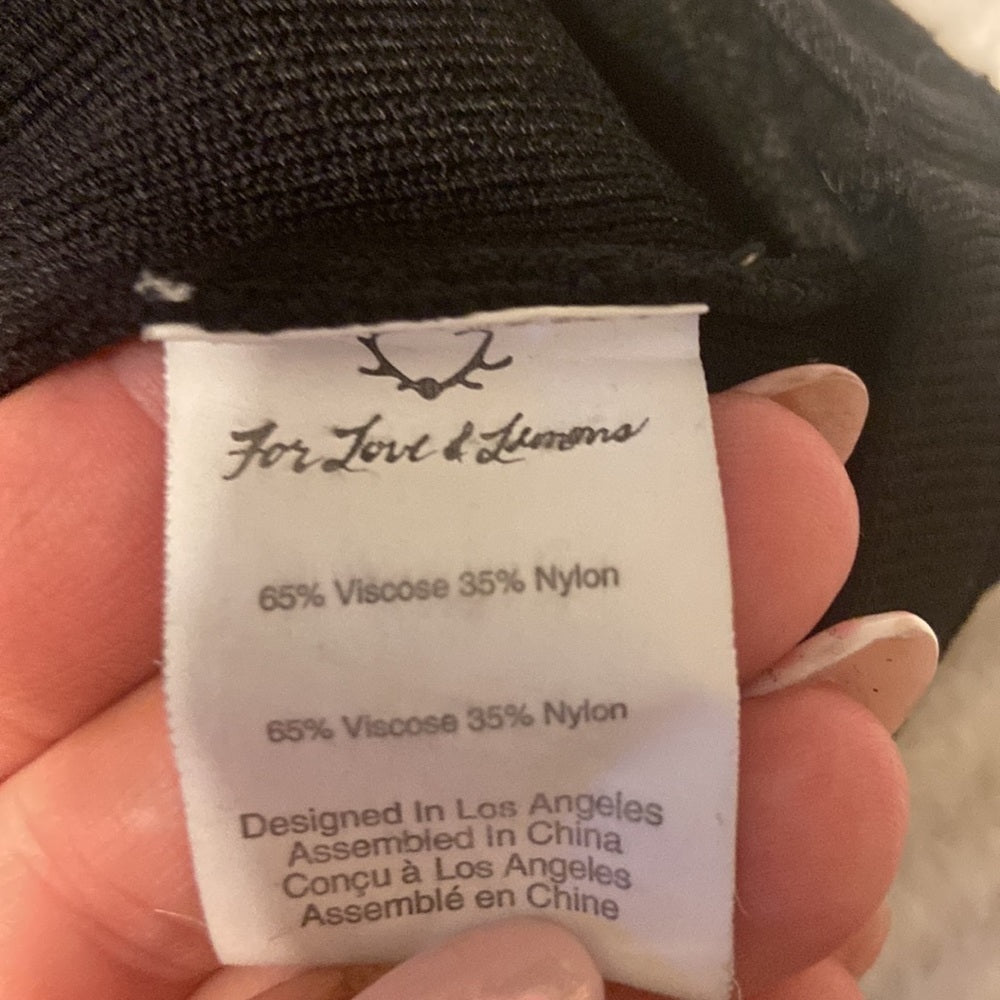 For Love & Lemons
65% Viscose 35% Nylon
65% Viscose 35% Nylon
Designed In Los Angeles
Assembled In China
Conçu à Los Angeles
Assemblé en Chine